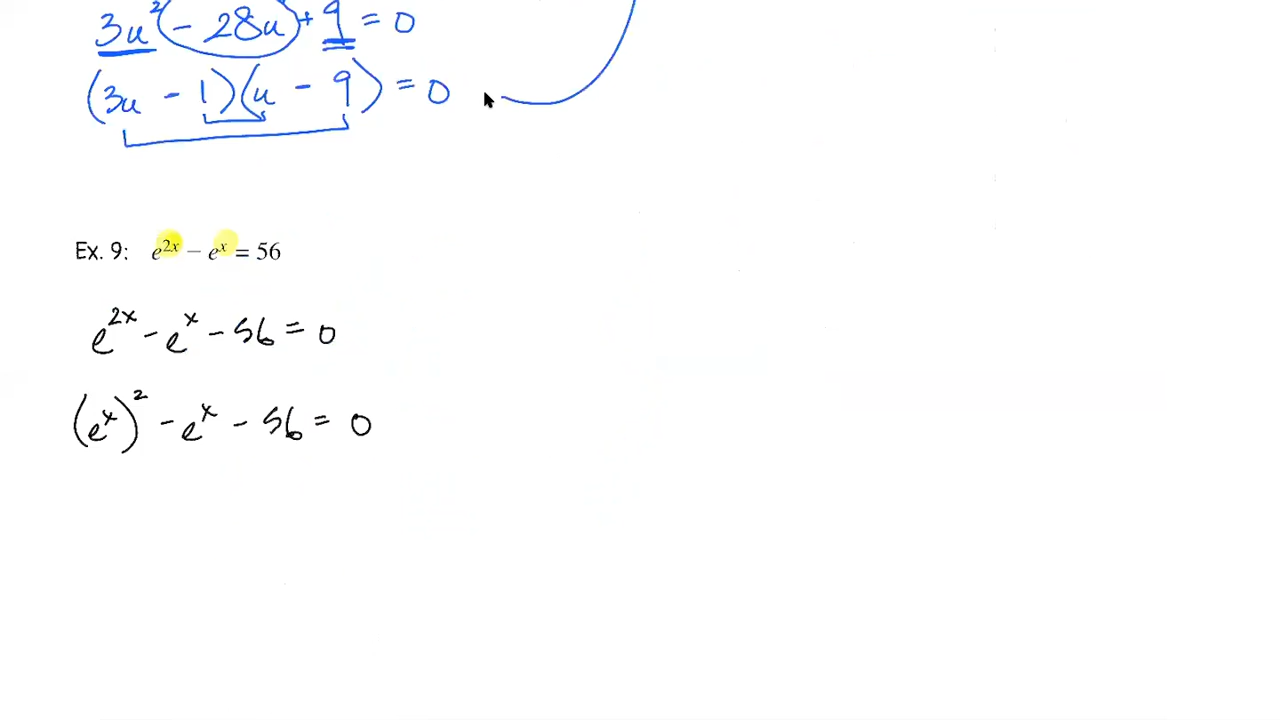 3u² - 28u + 9 = 0
(3u - 1)(u - 9) = 0
Ex. 9: e^{2x} − e^{x} = 56
e^{2x} - e^{x} - 56 = 0
(e^{x})² - e^{x} - 56 = 0